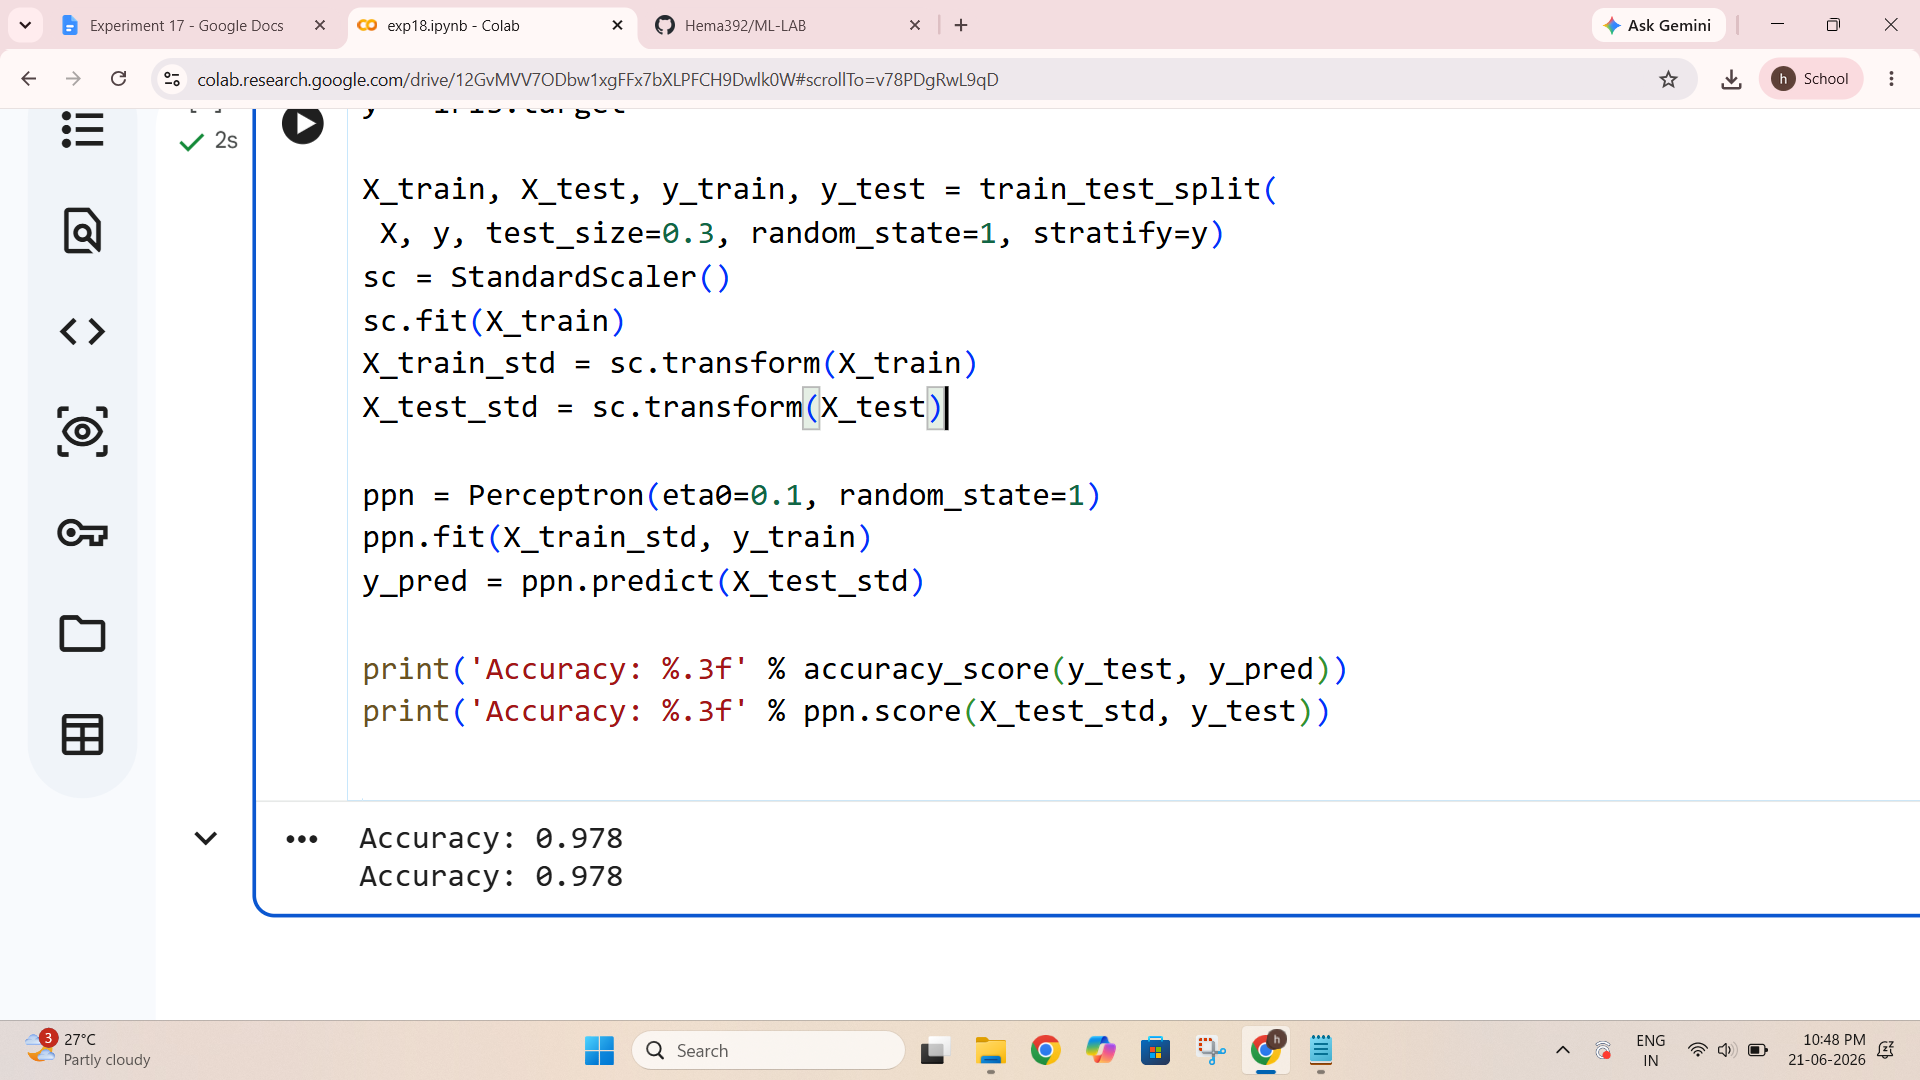 Experiment 17 - Google Docs
exp18.ipynb - Colab
Hema392/ML-LAB
Ask Gemini
colab.research.google.com/drive/12GvMVV7ODbw1xgFFx7bXLPFCH9Dwlk0W#scrollTo=v78PDgRwL9qD
h School
y = iris.target
2s
X_train, X_test, y_train, y_test = train_test_split(
X, y, test_size=0.3, random_state=1, stratify=y)
sc = StandardScaler()
sc.fit(X_train)
X_train_std = sc.transform(X_train)
X_test_std = sc.transform(X_test)
ppn = Perceptron(eta0=0.1, random_state=1)
ppn.fit(X_train_std, y_train)
y_pred = ppn.predict(X_test_std)
print('Accuracy: %.3f' % accuracy_score(y_test, y_pred))
print('Accuracy: %.3f' % ppn.score(X_test_std, y_test))
Accuracy: 0.978
Accuracy: 0.978
3
27°C
Partly cloudy
Search
h
ENG
IN
10:48 PM
21-06-2026